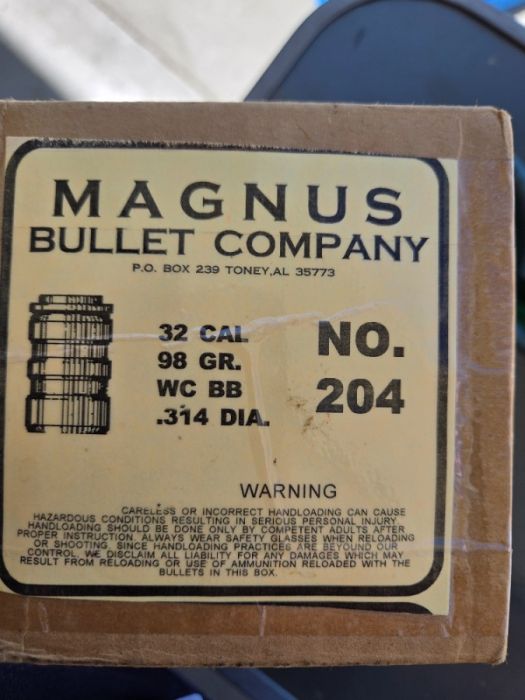 MAGNUS
BULLET COMPANY
P.O. BOX 239 TONEY,AL 35773
32 CAL
98 GR.
WC BB
.314 DIA.
NO.
204
WARNING
CARELESS OR INCORRECT HANDLOADING CAN CAUSE
HAZARDOUS CONDITIONS RESULTING IN SERIOUS PERSONAL INJURY.
HANDLOADING SHOULD BE DONE ONLY BY COMPETENT ADULTS AFTER
PROPER INSTRUCTION. ALWAYS WEAR SAFETY GLASSES WHEN RELOADING
OR SHOOTING. SINCE HANDLOADING PRACTICES ARE BEYOUND OUR
CONTROL, WE DISCLAIM ALL LIABILITY FOR ANY DAMAGES WHICH MAY
RESULT FROM RELOADING OR USE OF AMMUNITION RELOADED WITH THE
BULLETS IN THIS BOX.